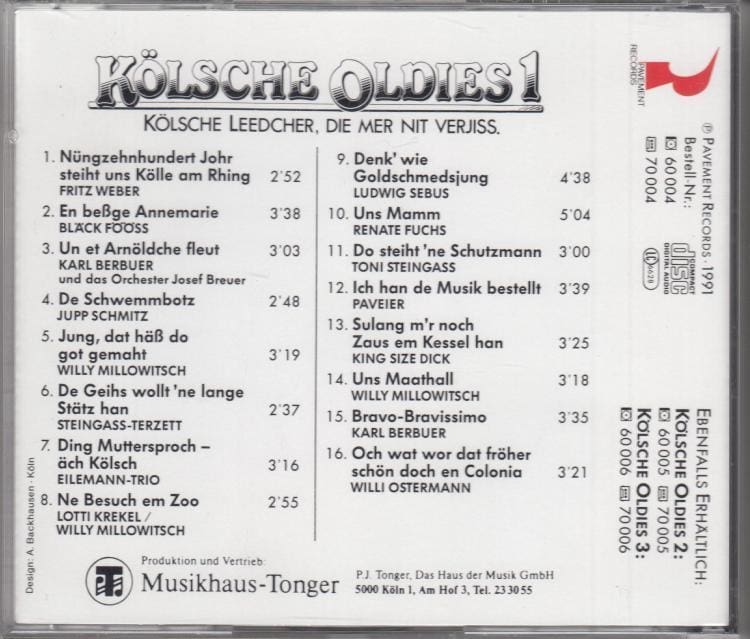 KÖLSCHE OLDIES 1
KÖLSCHE LEEDCHER, DIE MER NIT VERJISS.
1. Nüngzehnhundert Johr
steiht uns Kölle am Rhing 2'52
FRITZ WEBER
2. En beßge Annemarie 3'38
BLÄCK FÖÖSS
3. Un et Arnöldche fleut 3'03
KARL BERBUER
und das Orchester Josef Breuer
4. De Schwemmbotz 2'48
JUPP SCHMITZ
5. Jung, dat häß do
got gemaht 3'19
WILLY MILLOWITSCH
6. De Geihs wollt 'ne lange
Stätz han 2'37
STEINGASS-TERZETT
7. Ding Muttersproch –
äch Kölsch 3'16
EILEMANN-TRIO
8. Ne Besuch em Zoo 2'55
LOTTI KREKEL /
WILLY MILLOWITSCH
9. Denk' wie
Goldschmedsjung 4'38
LUDWIG SEBUS
10. Uns Mamm 5'04
RENATE FUCHS
11. Do steiht 'ne Schutzmann 3'00
TONI STEINGASS
12. Ich han de Musik bestellt 3'39
PAVEIER
13. Sulang m'r noch
Zaus em Kessel han 3'25
KING SIZE DICK
14. Uns Maathall 3'18
WILLY MILLOWITSCH
15. Bravo-Bravissimo 3'35
KARL BERBUER
16. Och wat wor dat fröher
schön doch en Colonia 3'21
WILLI OSTERMANN
Design: A. Backhausen · Köln
Produktion und Vertrieb:
Musikhaus-Tonger
P.J. Tonger, Das Haus der Musik GmbH
5000 Köln 1, Am Hof 3, Tel. 23 30 55
PAVEMENT
RECORDS
℗ PAVEMENT RECORDS · 1991
Bestell-Nr.:
60 004
70 004
COMPACT
disc
DIGITAL AUDIO
LC
6628
EBENFALLS ERHÄLTLICH:
KÖLSCHE OLDIES 2:
60 005 70 005
KÖLSCHE OLDIES 3:
60 006 70 006